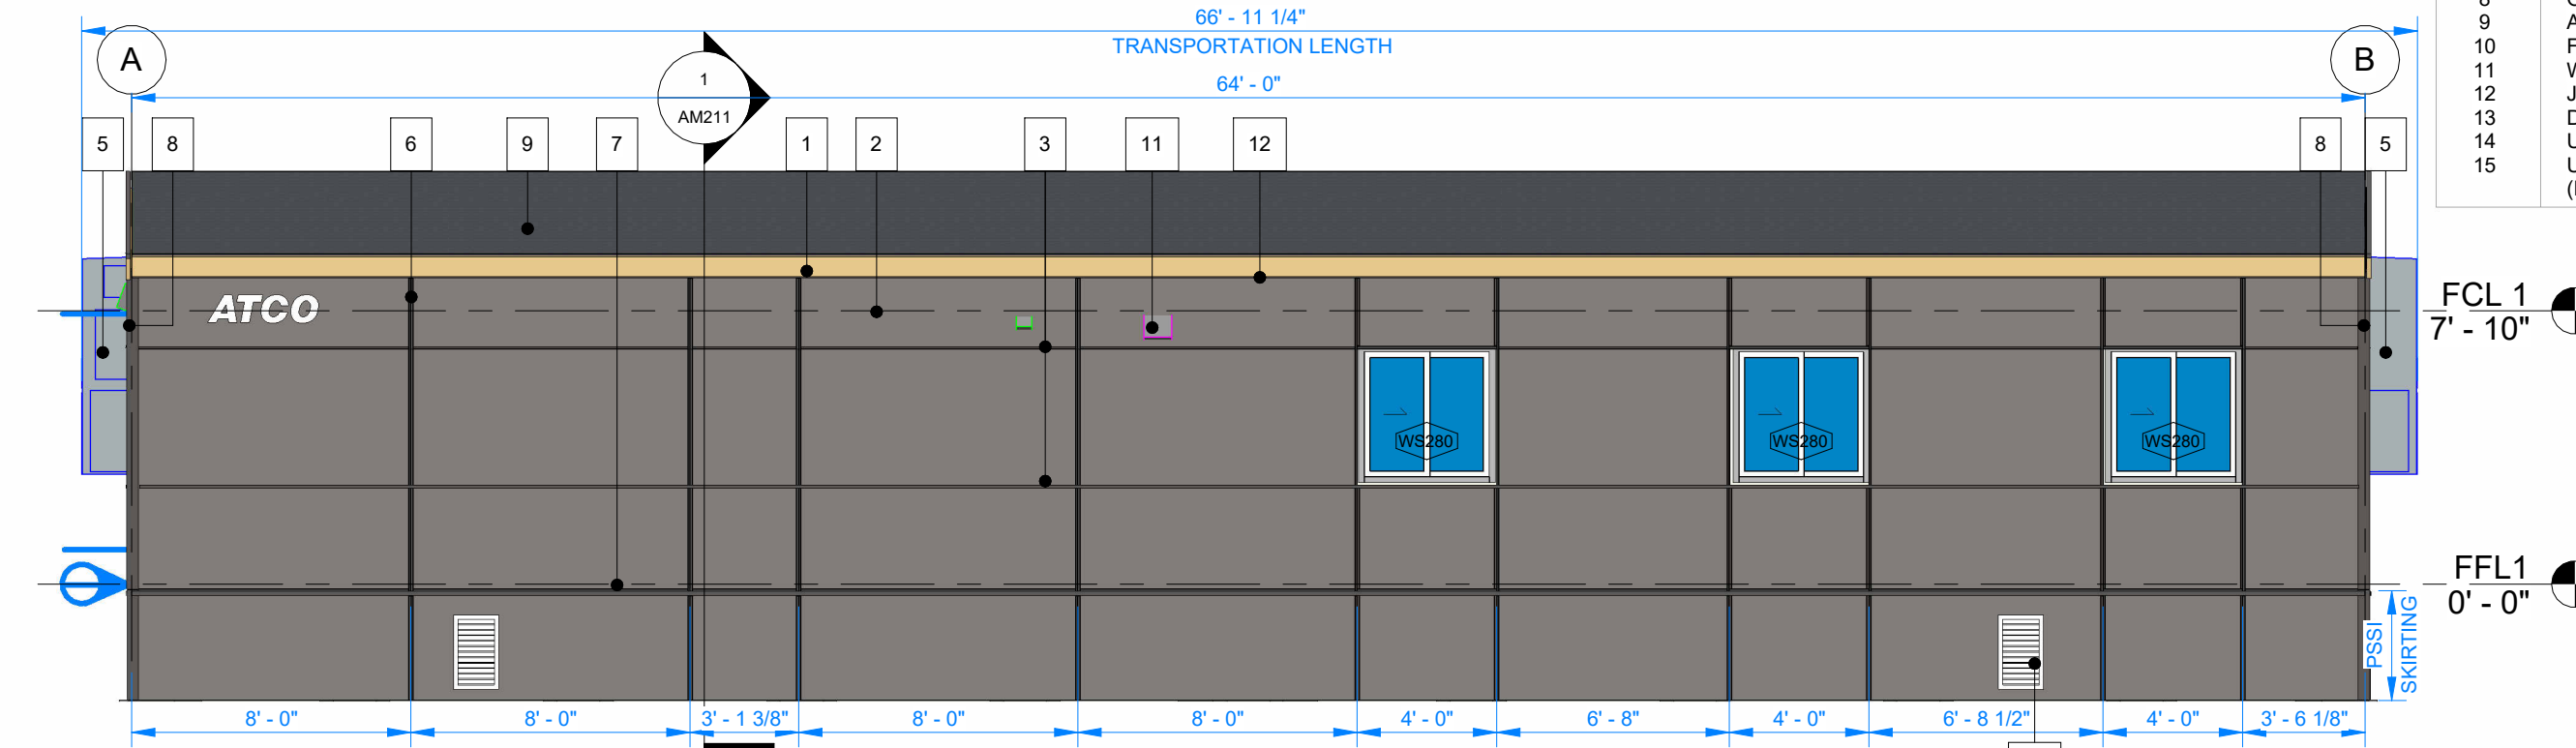 66' - 11 1/4"
TRANSPORTATION LENGTH
64' - 0"
A
B
1
AM211
5
8
6
9
7
1
2
3
11
12
8
5
9 A
10 F
11
12 J
13 D
14 U
15 U
(
ATCO
WS280
WS280
WS280
FCL 1
7' - 10"
FFL1
0' - 0"
PSSI
SKIRTING
8' - 0"
8' - 0"
3' - 1 3/8"
8' - 0"
8' - 0"
4' - 0"
6' - 8"
4' - 0"
6' - 8 1/2"
4' - 0"
3' - 6 1/8"